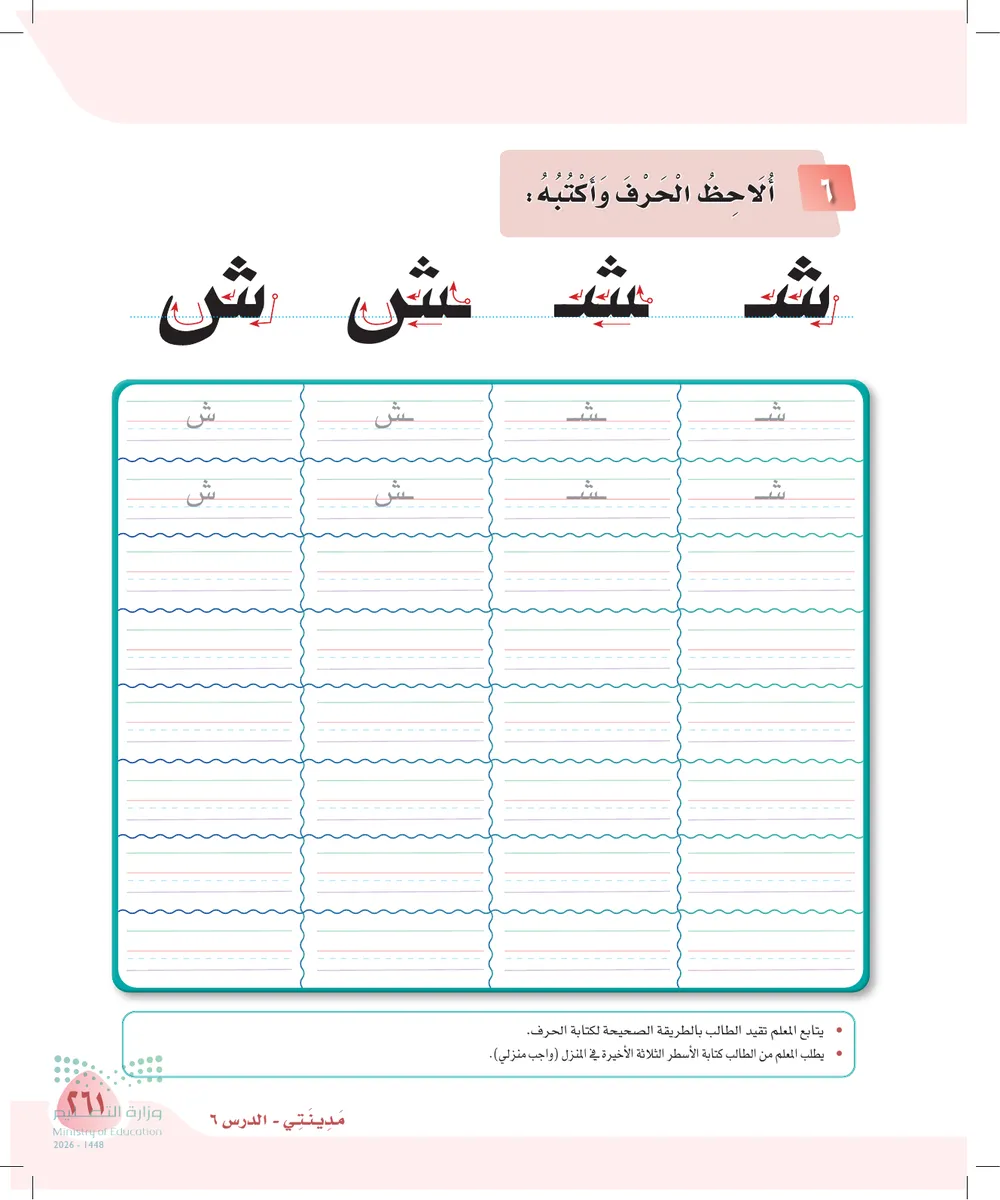 ٦
أُلَاحِظُ الْحَرْفَ وَأَكْتُبُهُ :
شـ ـشـ ـش ش
شـ ـشـ ـش ش
شـ ـشـ ـش ش
• يتابع المعلم تقيد الطالب بالطريقة الصحيحة لكتابة الحرف.
• يطلب المعلم من الطالب كتابة الأسطر الثلاثة الأخيرة في المنزل (واجب منزلي).
مَدِينَتِي - الدرس ٦
٢٦١
وزارة التعليم
Ministry of Education
2026 - 1448